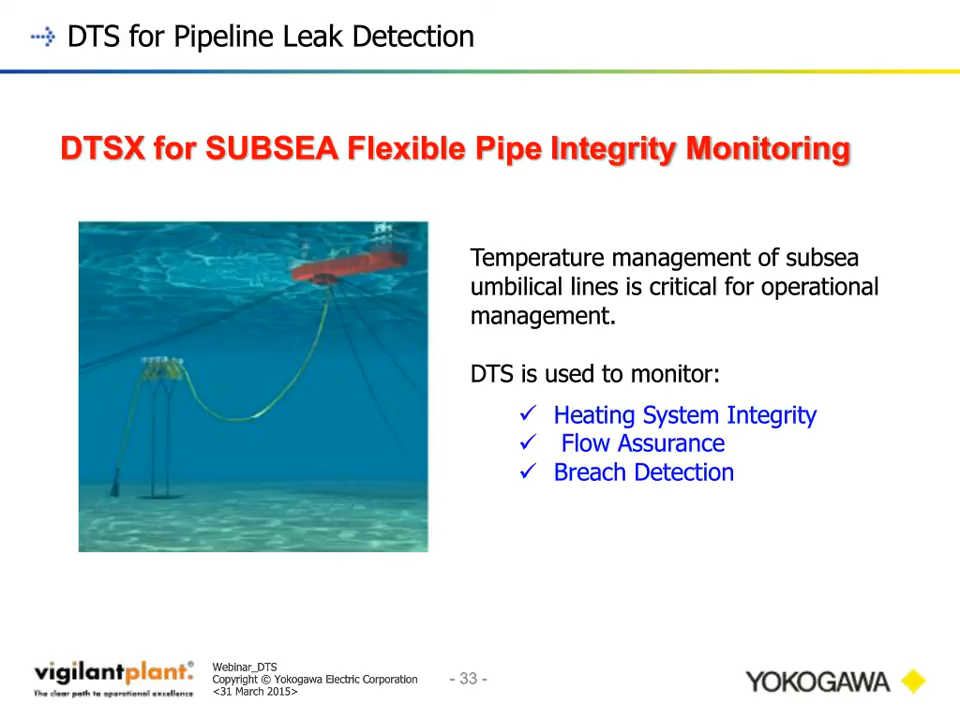 DTS for Pipeline Leak Detection
DTSX for SUBSEA Flexible Pipe Integrity Monitoring
Temperature management of subsea
umbilical lines is critical for operational
management.
DTS is used to monitor:
✓ Heating System Integrity
✓ Flow Assurance
✓ Breach Detection
vigilantplant.®
The clear path to operational excellence
Webinar_DTS
Copyright © Yokogawa Electric Corporation
<31 March 2015>
- 33 -
YOKOGAWA